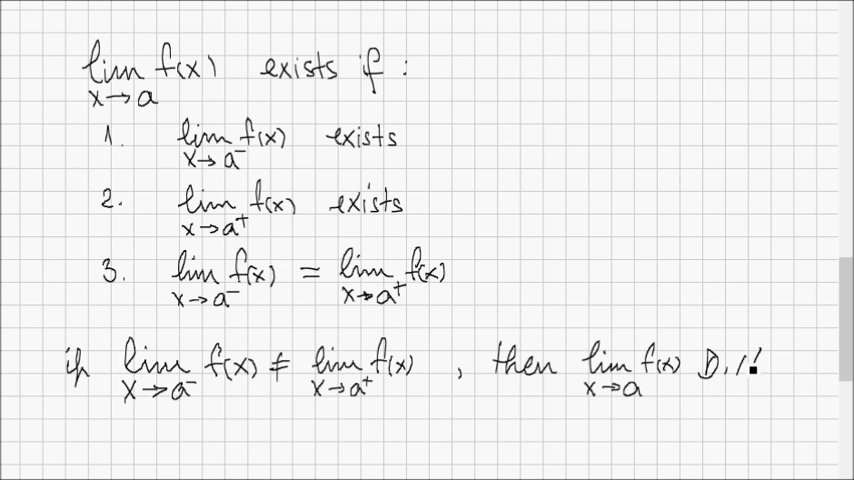 lim f(x) exists if :
x→a
1. lim f(x) exists
x→a⁻
2. lim f(x) exists
x→a⁺
3. lim f(x) = lim f(x)
x→a⁻ x→a⁺
if lim f(x) ≠ lim f(x) , then lim f(x)
x→a⁻ x→a⁺ x→a